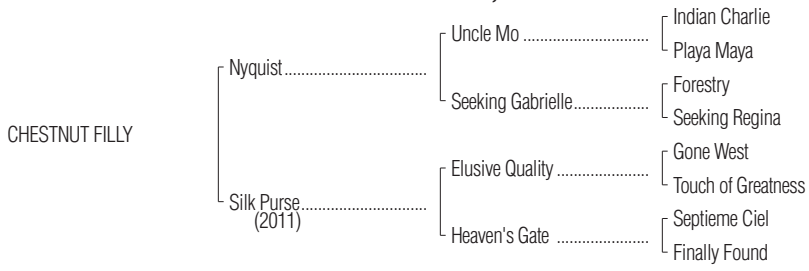 Indian Charlie
Uncle Mo
Playa Maya
Nyquist
Forestry
Seeking Gabrielle
Seeking Regina
CHESTNUT FILLY
Gone West
Elusive Quality
Touch of Greatness
Silk Purse
(2011)
Septieme Ciel
Heaven's Gate
Finally Found